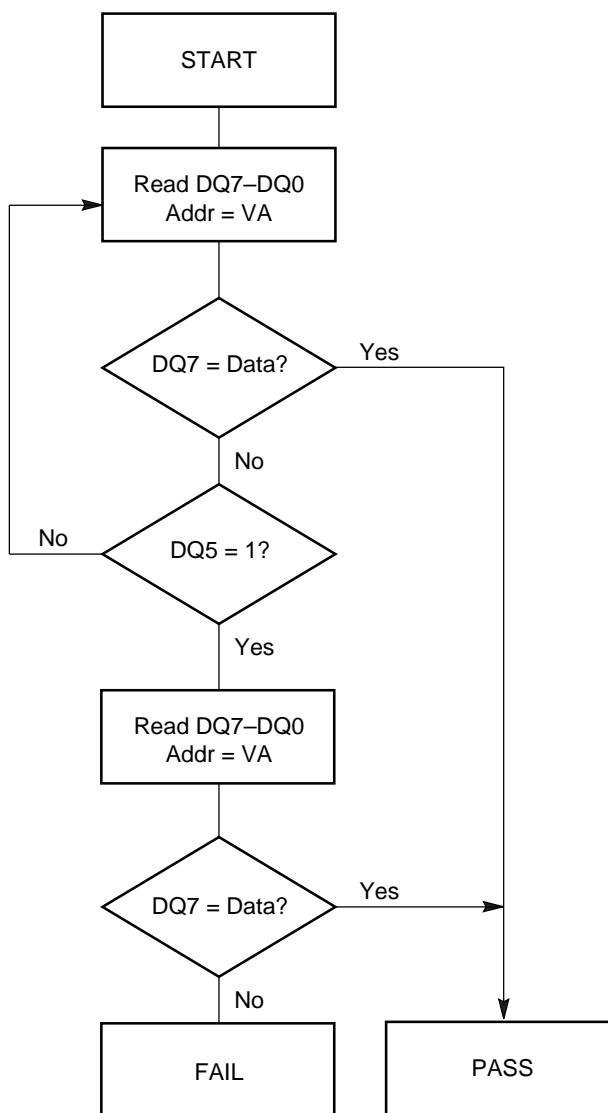 START
Read DQ7–DQ0
Addr = VA
DQ7 = Data?
Yes
No
No
DQ5 = 1?
Yes
Read DQ7–DQ0
Addr = VA
DQ7 = Data?
Yes
No
FAIL
PASS